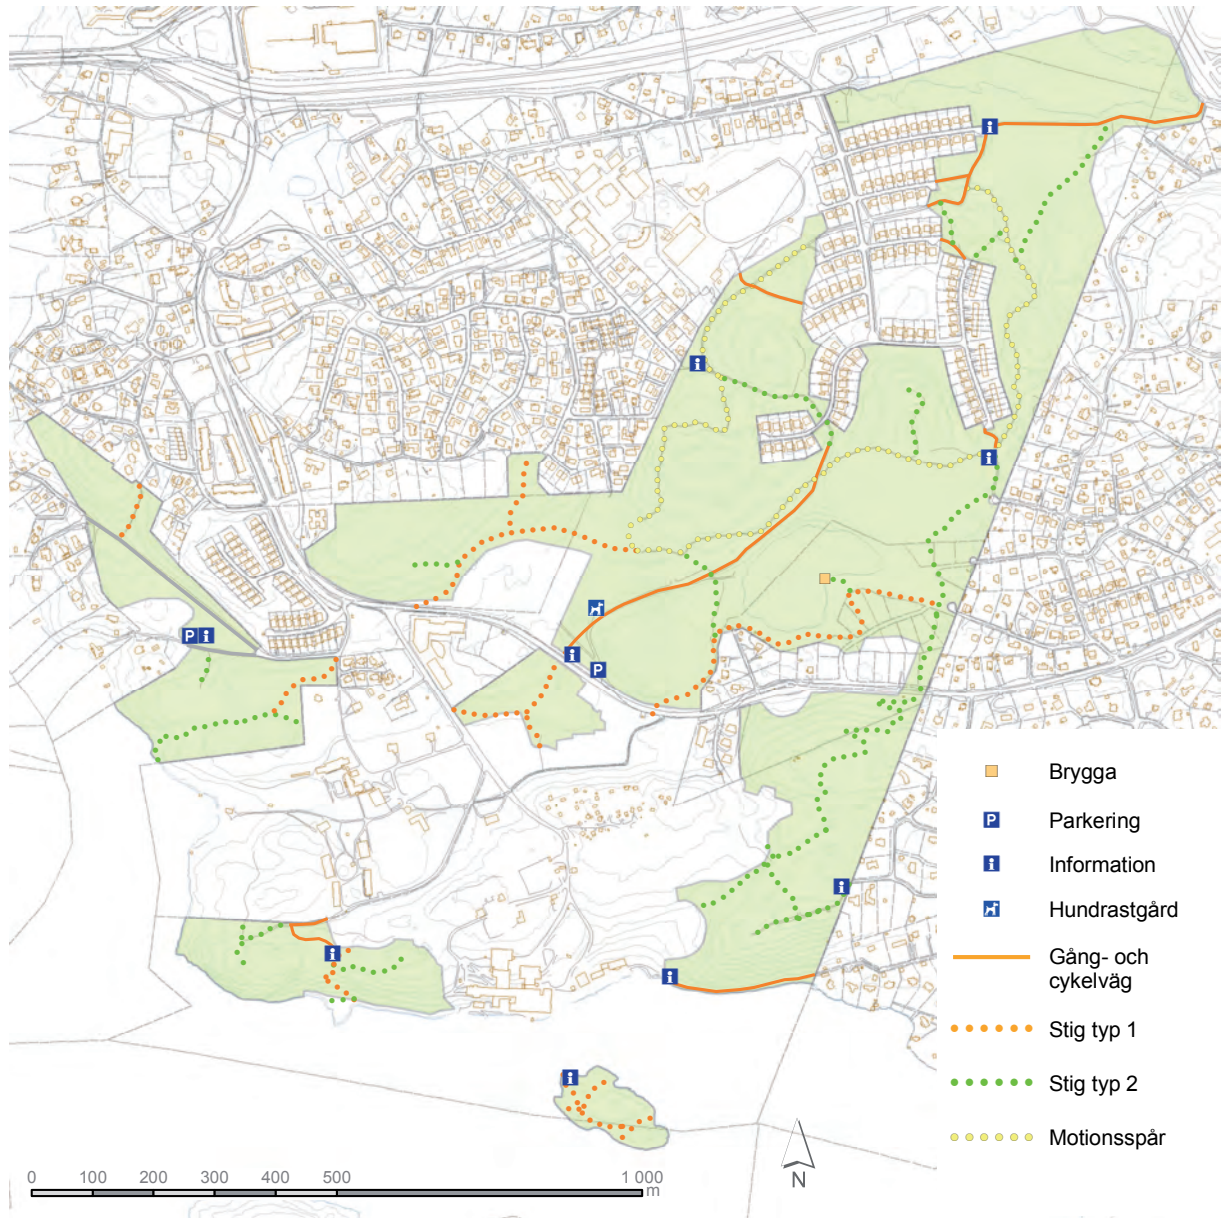 P i
Brygga
P Parkering
i Information
Hundrastgård
Gång- och
cykelväg
Stig typ 1
Stig typ 2
Motionsspår
N
0 100 200 300 400 500 1 000
m